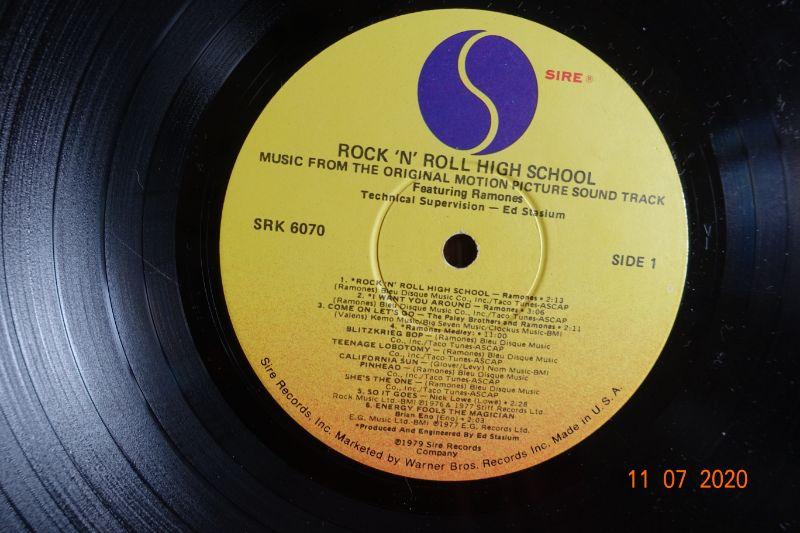 SIRE ®
ROCK 'N' ROLL HIGH SCHOOL
MUSIC FROM THE ORIGINAL MOTION PICTURE SOUND TRACK
Featuring Ramones
Technical Supervision — Ed Stasium
SRK 6070
SIDE 1
1. *ROCK 'N' ROLL HIGH SCHOOL — Ramones • 2:13
(Ramones) Bleu Disque Music Co., Inc./Taco Tunes-ASCAP
2. *I WANT YOU AROUND — Ramones • 3:06
(Ramones) Bleu Disque Music Co., Inc./Taco Tunes-ASCAP
3. COME ON LET'S GO — The Paley Brothers and Ramones • 2:11
(Valens) Kemo Music/Big Seven Music/Clockus Music-BMI
4. *Ramones Medley: • 11:00
BLITZKRIEG BOP — (Ramones) Bleu Disque Music
Co., Inc./Taco Tunes-ASCAP
TEENAGE LOBOTOMY — (Ramones) Bleu Disque Music
Co., Inc./Taco Tunes-ASCAP
CALIFORNIA SUN — (Glover/Levy) Nom Music-BMI
PINHEAD — (Ramones) Bleu Disque Music
Co., Inc./Taco Tunes-ASCAP
SHE'S THE ONE — (Ramones) Bleu Disque Music
Co., Inc./Taco Tunes-ASCAP
5. SO IT GOES — Nick Lowe (Lowe) • 2:28
Rock Music Ltd.-BMI ℗1976 & 1977 Stiff Records Ltd.
6. ENERGY FOOLS THE MAGICIAN
Brian Eno (Eno) • 2:03
E.G. Music Ltd.-BMI ℗1977 E.G. Records Ltd.
*Produced And Engineered By Ed Stasium
℗1979 Sire Records
Company
Sire Records, Inc. Marketed by Warner Bros. Records Inc. Made in U.S.A.
11 07 2020